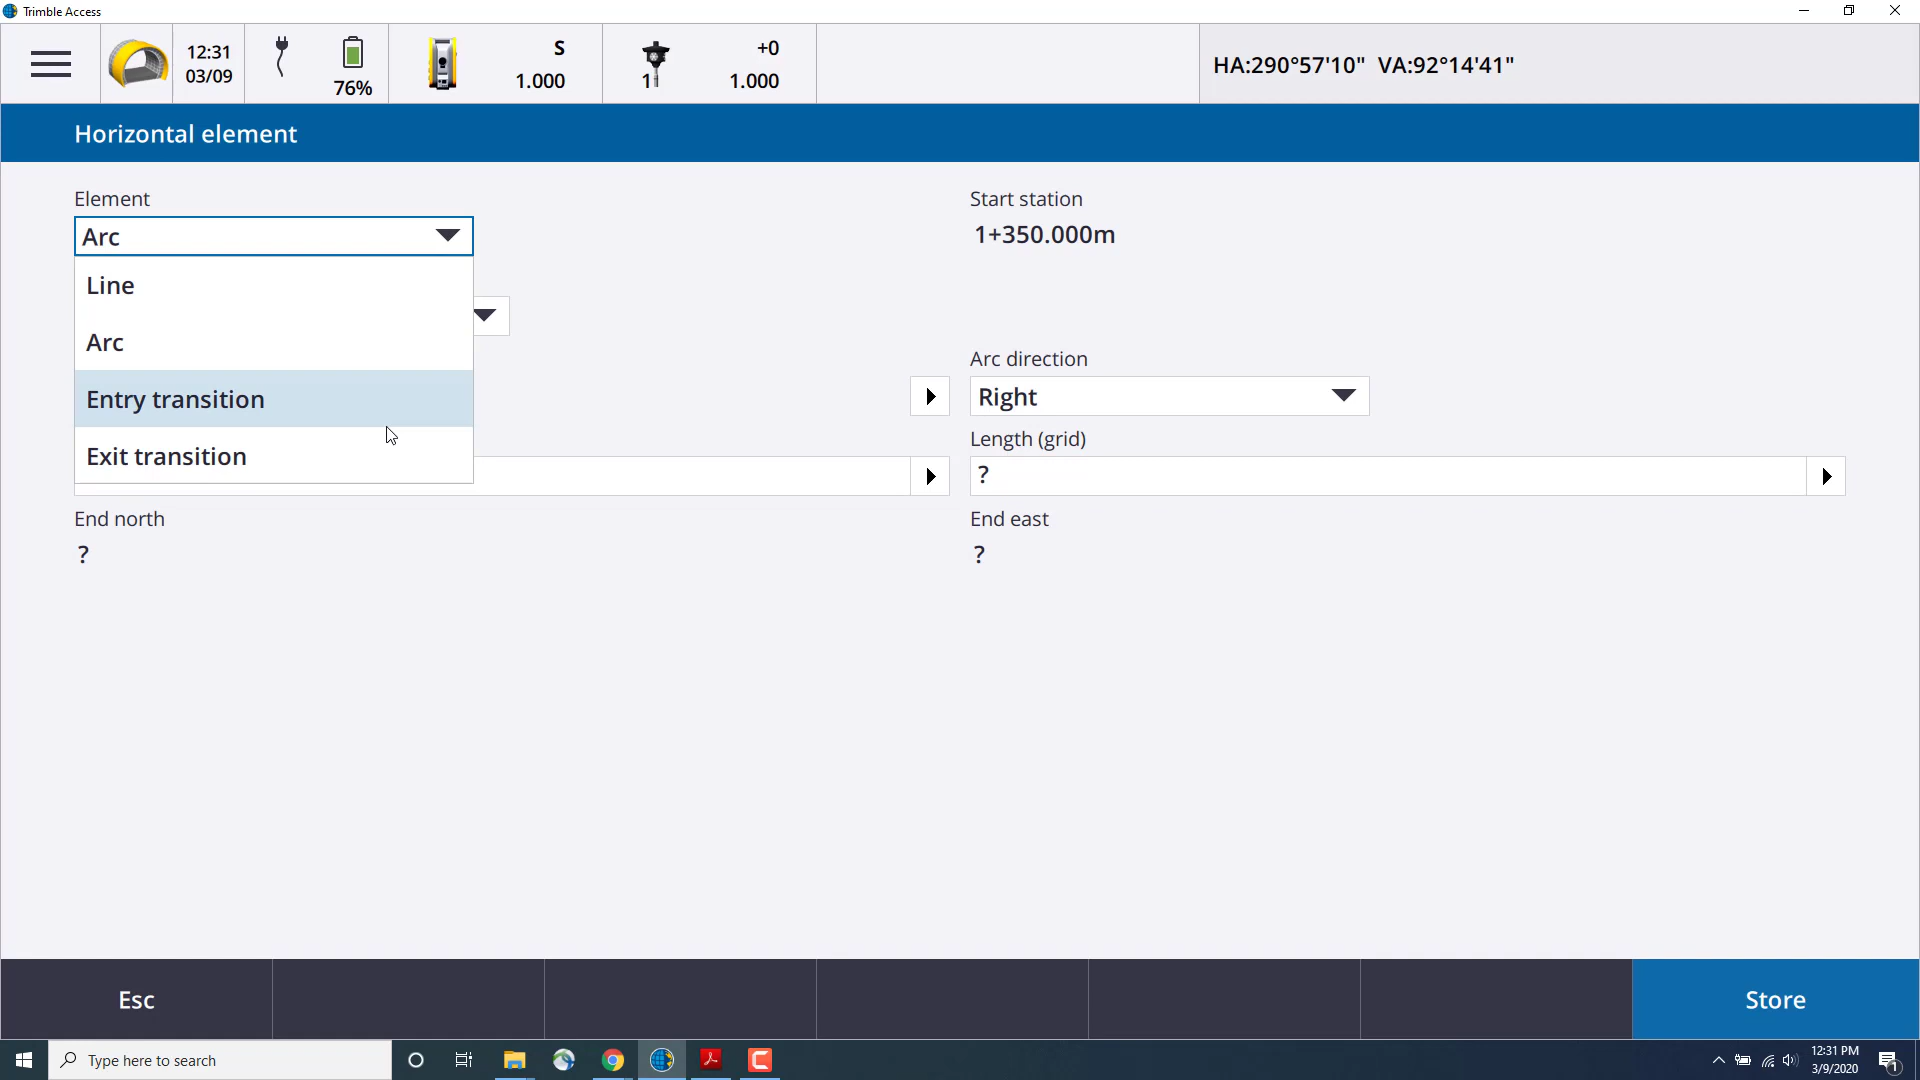 Trimble Access
12:31
03/09
76%
S
1.000
1
+0
1.000
HA:290°57'10" VA:92°14'41"
Horizontal element
Element
Arc
Line
Arc
Entry transition
Exit transition
Start station
1+350.000m
Arc direction
Right
Length (grid)
?
End north
?
End east
?
Esc
Store
Type here to search
12:31 PM
3/9/2020
1